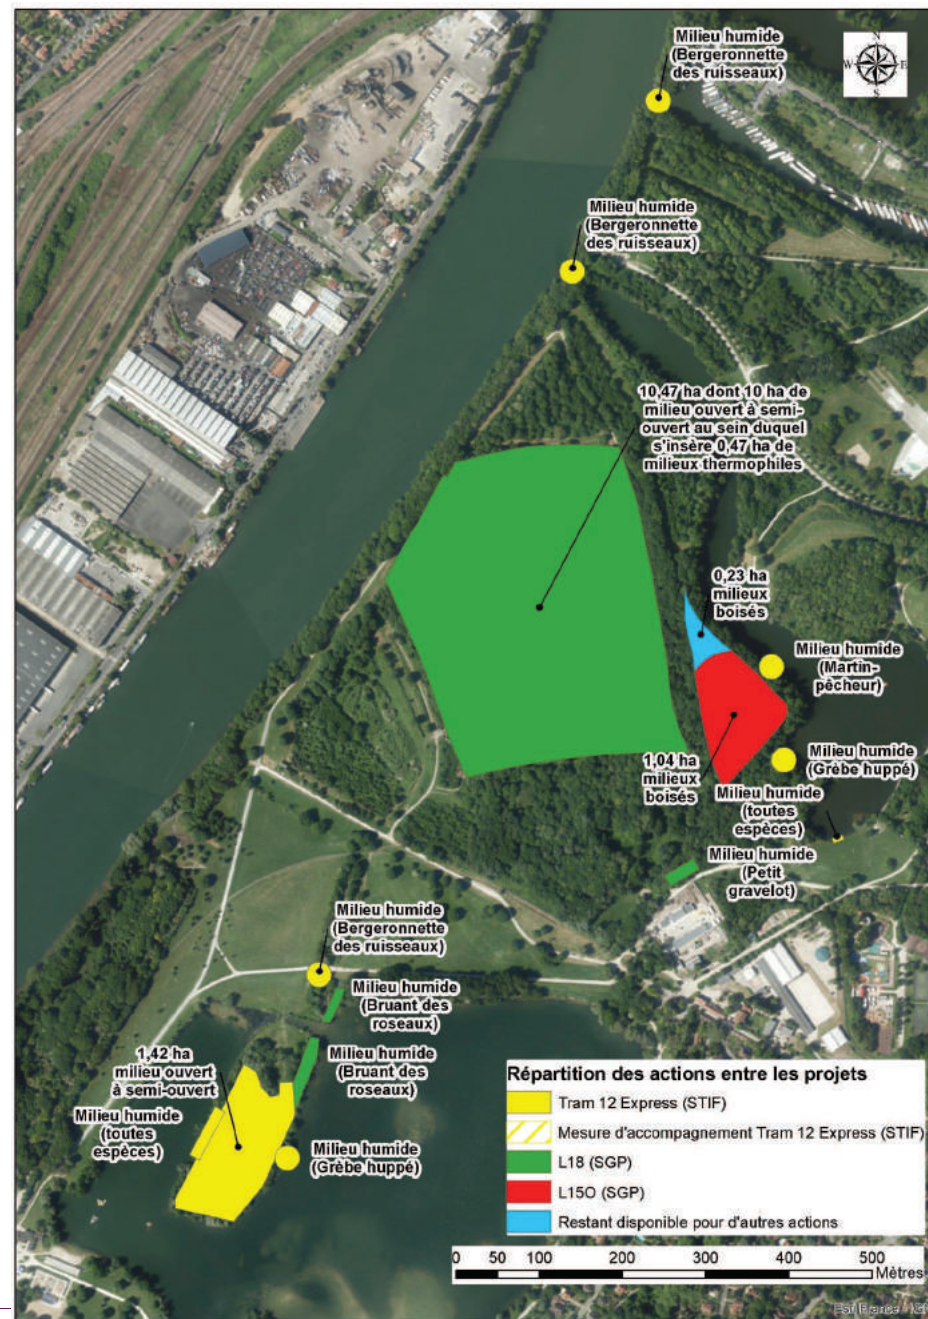 Milieu humide
(Bergeronnette
des ruisseaux)
N
W
E
S
Milieu humide
(Bergeronnette
des ruisseaux)
10,47 ha dont 10 ha de
milieu ouvert à semi-
ouvert au sein duquel
s'insère 0,47 ha de
milieux thermophiles
0,23 ha
milieux
boisés
Milieu humide
(Martin-
pêcheur)
1,04 ha
milieux
boisés
Milieu humide
(Grèbe huppé)
Milieu humide
(toutes
espèces)
Milieu humide
(Petit
gravelot)
Milieu humide
(Bergeronnette
des ruisseaux)
Milieu humide
(Bruant des
roseaux)
Milieu humide
(Bruant des
roseaux)
1,42 ha
milieu ouvert
à semi-ouvert
Milieu humide
(toutes
espèces)
Milieu humide
(Grèbe huppé)
Répartition des actions entre les projets
Tram 12 Express (STIF)
Mesure d'accompagnement Tram 12 Express (STIF)
L18 (SGP)
L15O (SGP)
Restant disponible pour d'autres actions
0 50 100 200 300 400 500
Mètres
Esri France